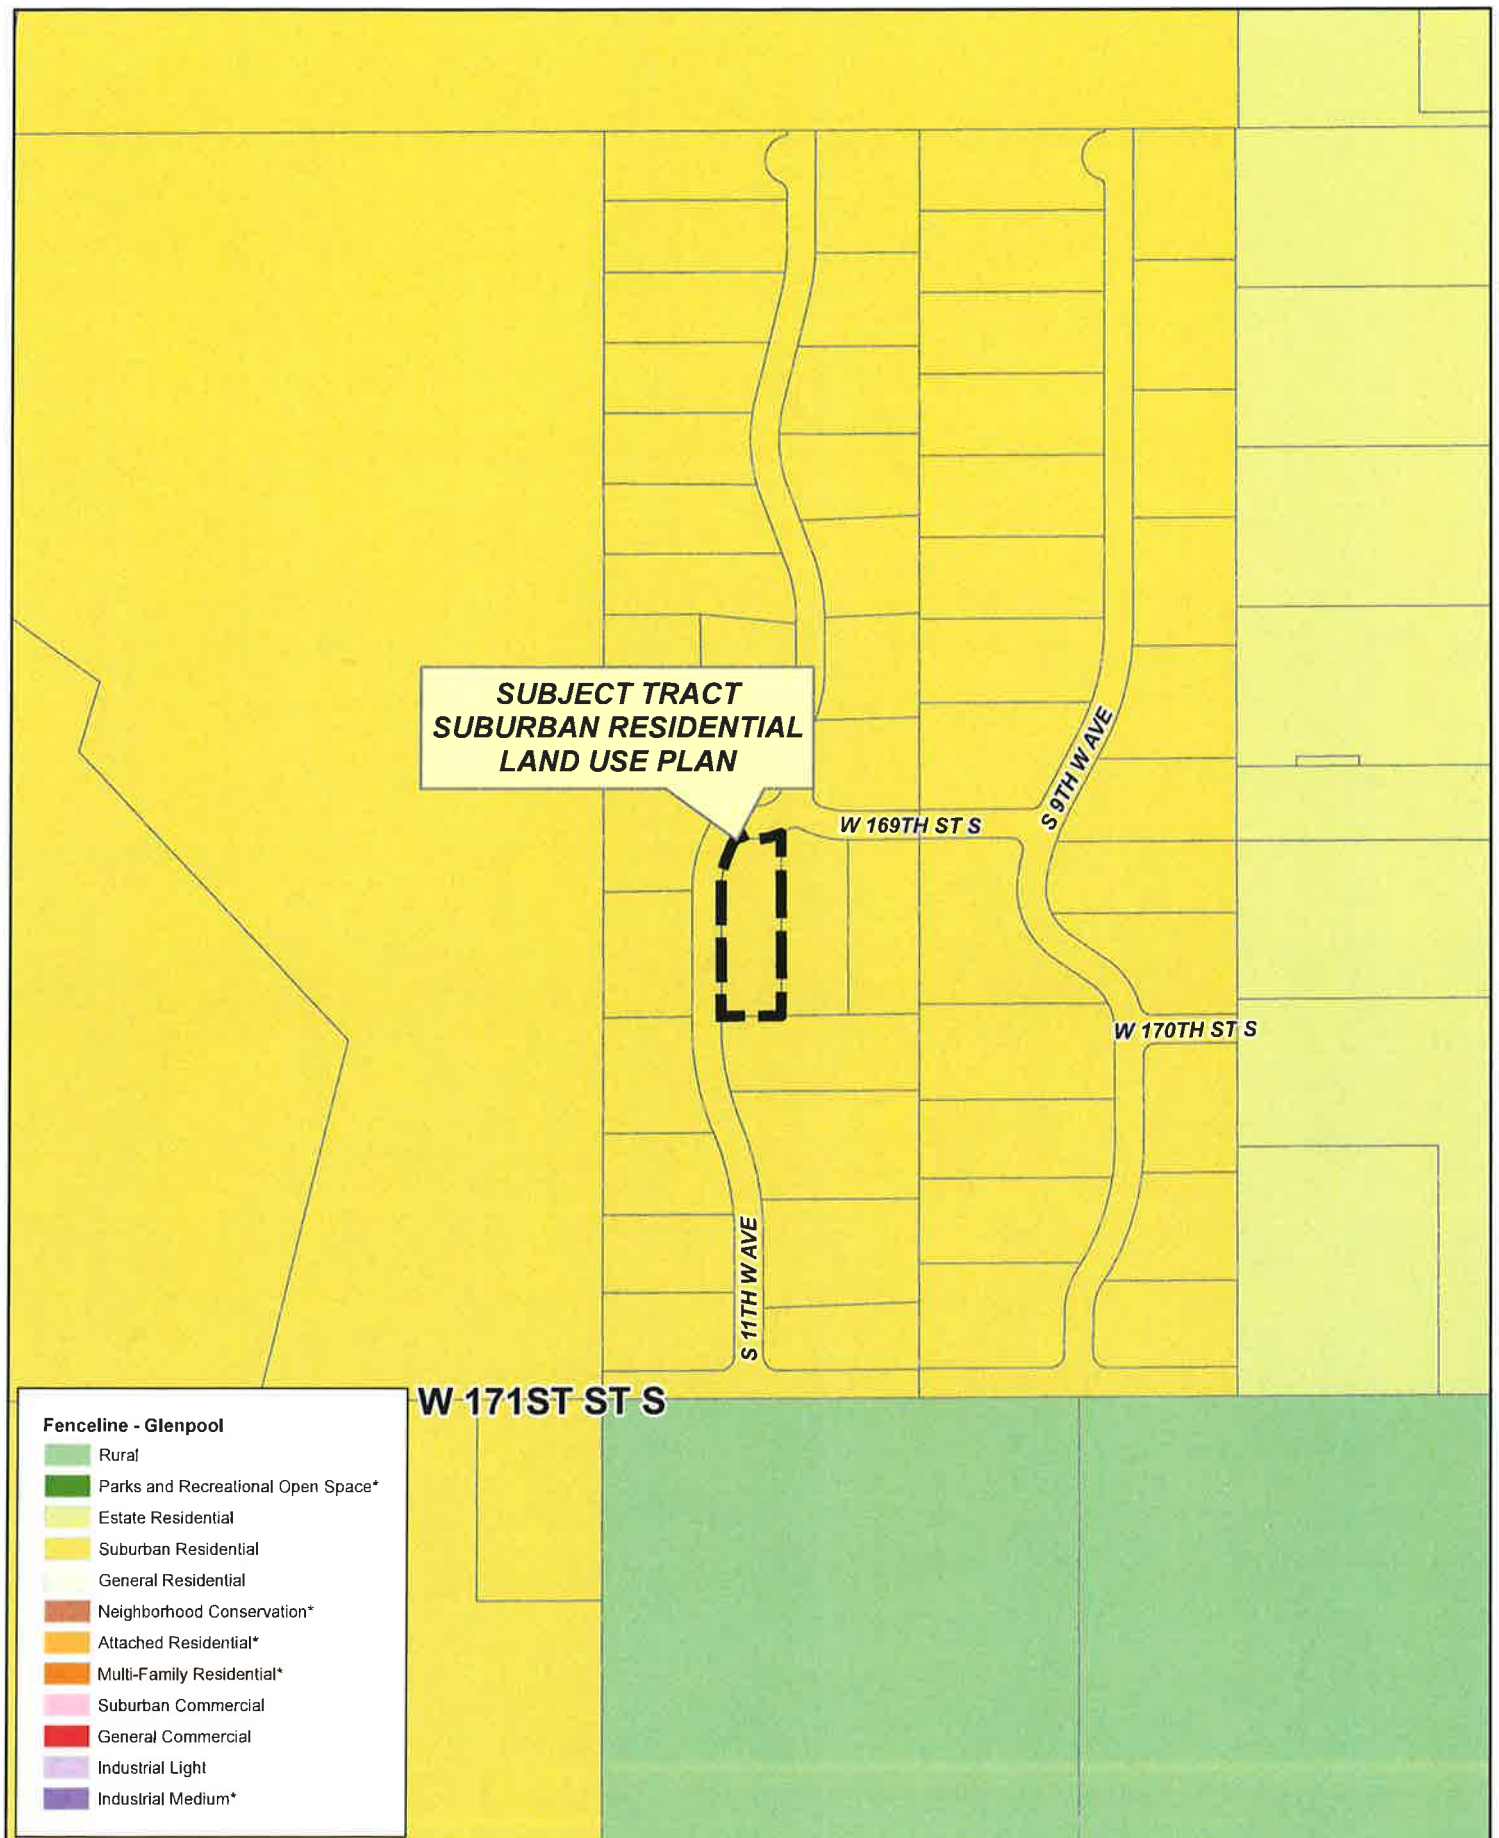 SUBJECT TRACT
SUBURBAN RESIDENTIAL
LAND USE PLAN
S 9TH W AVE
W 169TH ST S
W 170TH ST S
S 11TH W AVE
W 171ST ST S
Fenceline - Glenpool
Rural
Parks and Recreational Open Space*
Estate Residential
Suburban Residential
General Residential
Neighborhood Conservation*
Attached Residential*
Multi-Family Residential*
Suburban Commercial
General Commercial
Industrial Light
Industrial Medium*